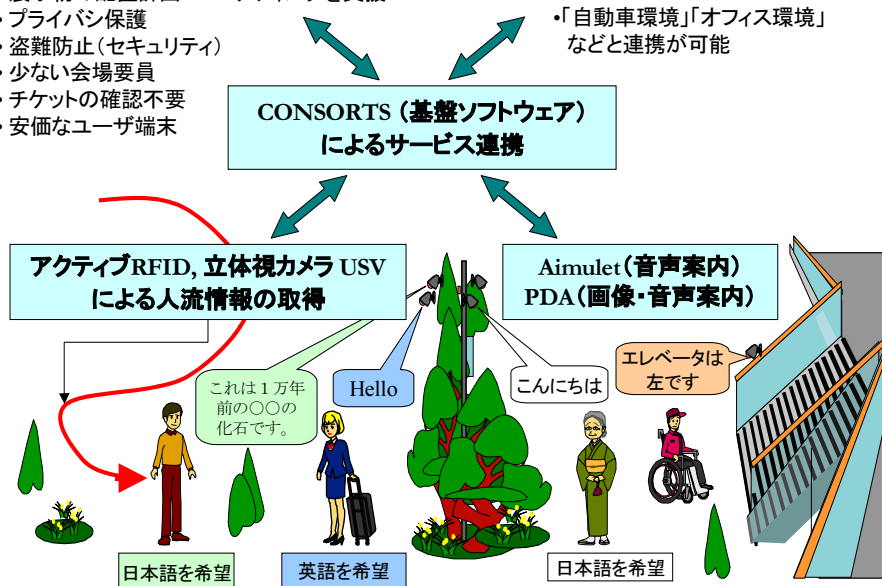 ・プライバシ保護
・盗難防止(セキュリティ)
・少ない会場要員
・チケットの確認不要
・安価なユーザ端末
•「自動車環境」「オフィス環境」
などと連携が可能
CONSORTS (基盤ソフトウェア)
によるサービス連携
アクティブRFID, 立体視カメラ USV
による人流情報の取得
Aimulet(音声案内)
PDA(画像・音声案内)
これは1万年
前の○○の
化石です。
Hello
こんにちは
エレベータは
左です
日本語を希望
英語を希望
日本語を希望